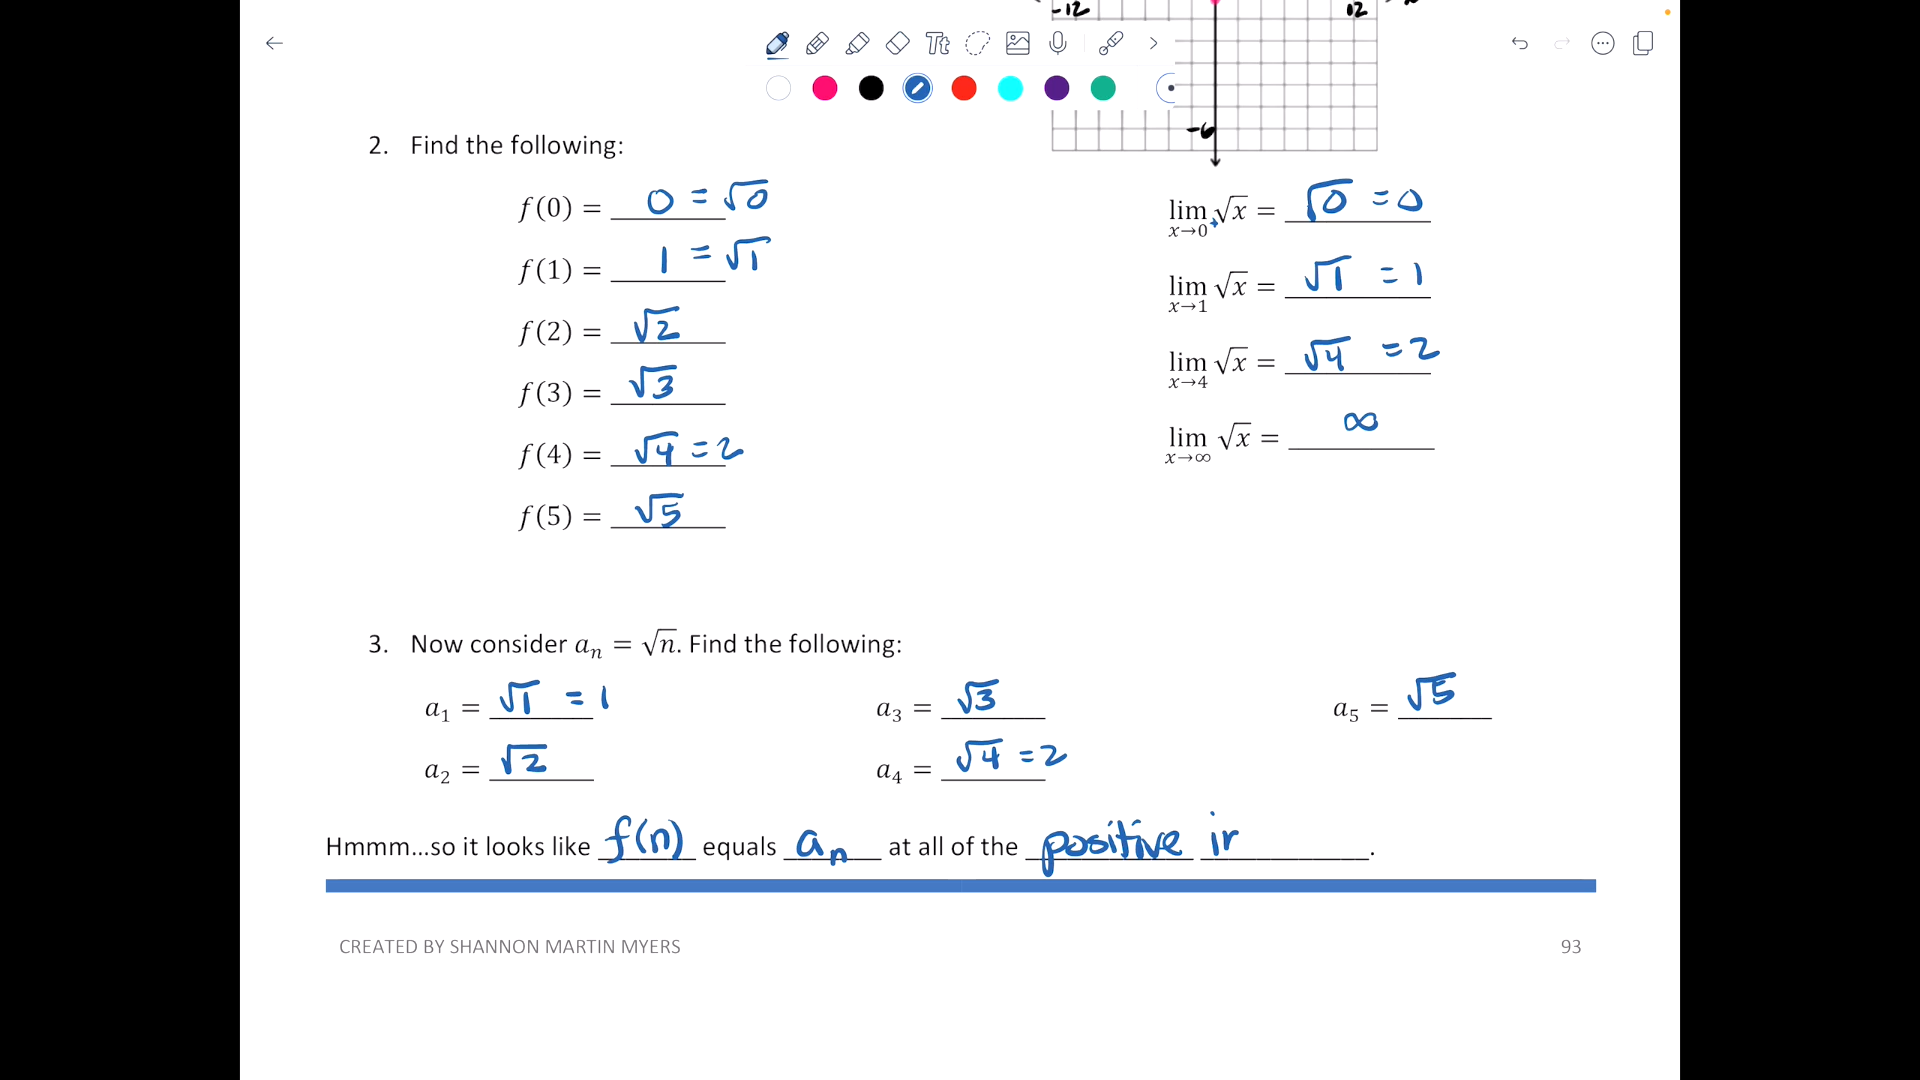 -12 12
Tt
-6
2. Find the following:
f(0) = 0 = √0
f(1) = 1 = √1
f(2) = √2
f(3) = √3
f(4) = √4 = 2
f(5) = √5
lim x→0+ √x = √0 = 0
lim x→1 √x = √1 = 1
lim x→4 √x = √4 = 2
lim x→∞ √x = ∞
3. Now consider aₙ = √n. Find the following:
a₁ = √1 = 1 a₃ = √3 a₅ = √5
a₂ = √2 a₄ = √4 = 2
Hmmm...so it looks like f(n) equals aₙ at all of the positive in .
CREATED BY SHANNON MARTIN MYERS 93